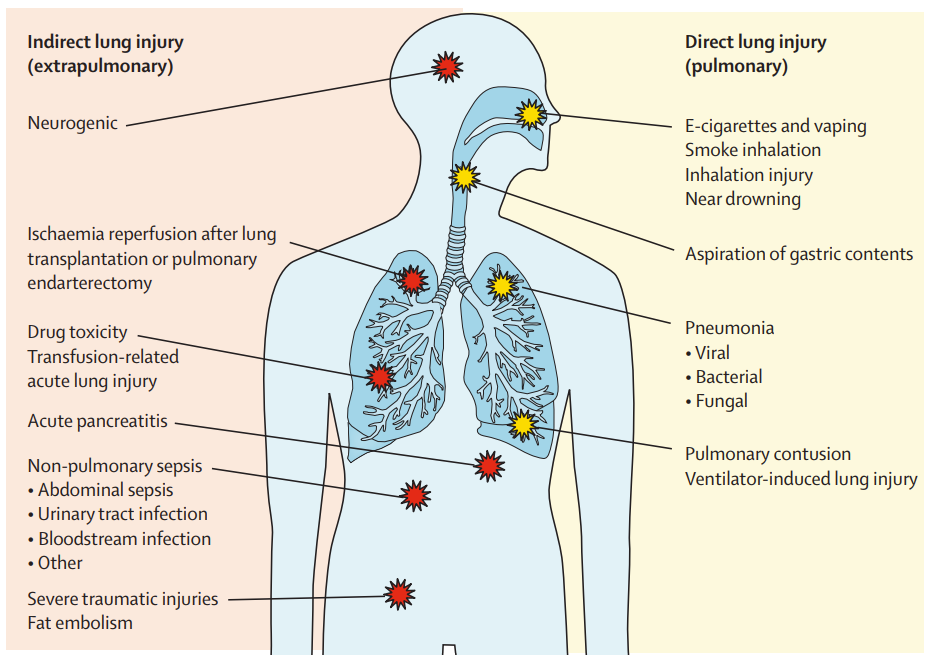 Indirect lung injury
(extrapulmonary)
Neurogenic
Ischaemia reperfusion after lung
transplantation or pulmonary
endarterectomy
Drug toxicity
Transfusion-related
acute lung injury
Acute pancreatitis
Non-pulmonary sepsis
• Abdominal sepsis
• Urinary tract infection
• Bloodstream infection
• Other
Severe traumatic injuries
Fat embolism
Direct lung injury
(pulmonary)
E-cigarettes and vaping
Smoke inhalation
Inhalation injury
Near drowning
Aspiration of gastric contents
Pneumonia
• Viral
• Bacterial
• Fungal
Pulmonary contusion
Ventilator-induced lung injury